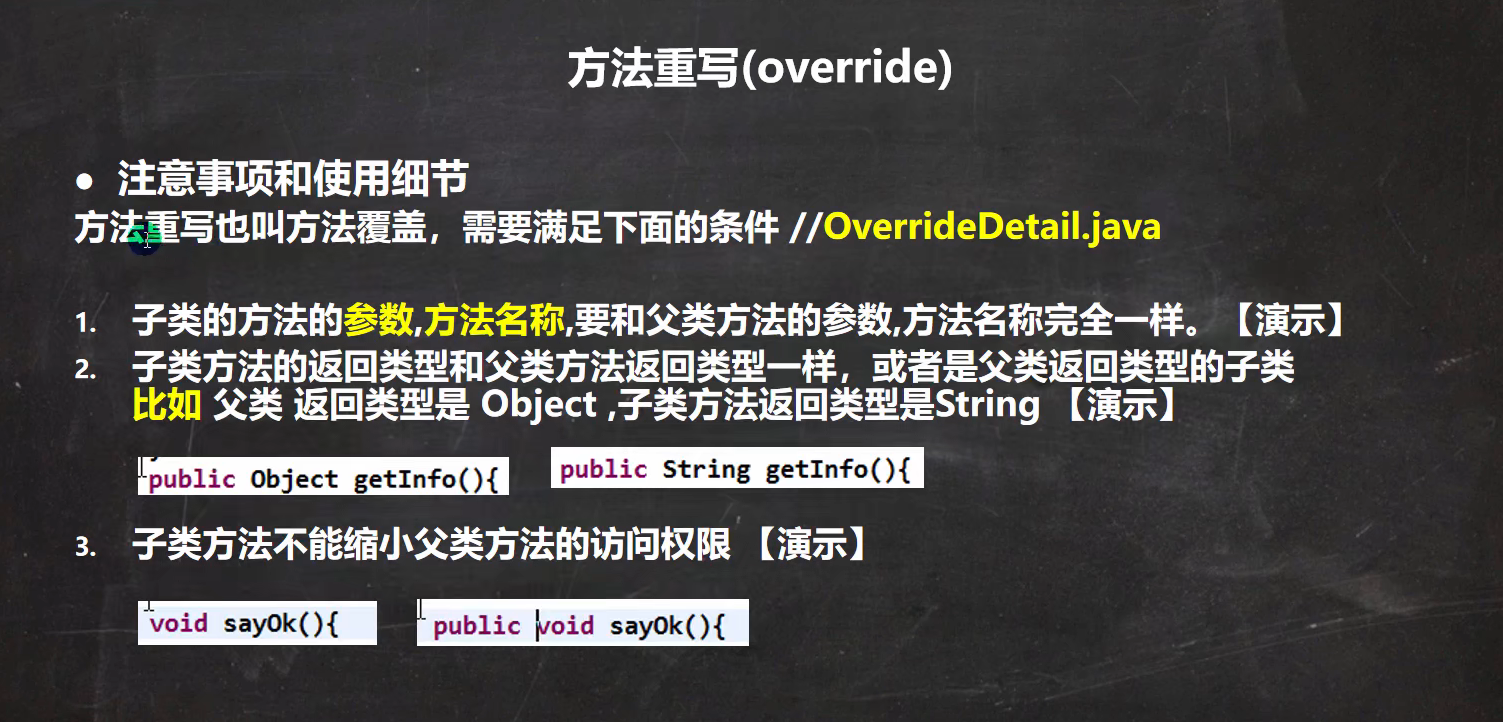 方法重写(override)
● 注意事项和使用细节
方法重写也叫方法覆盖，需要满足下面的条件 //OverrideDetail.java
1. 子类的方法的参数,方法名称,要和父类方法的参数,方法名称完全一样。【演示】
2. 子类方法的返回类型和父类方法返回类型一样，或者是父类返回类型的子类
比如 父类 返回类型是 Object ,子类方法返回类型是String 【演示】
public Object getInfo(){
public String getInfo(){
3. 子类方法不能缩小父类方法的访问权限 【演示】
void sayOk(){
public void sayOk(){